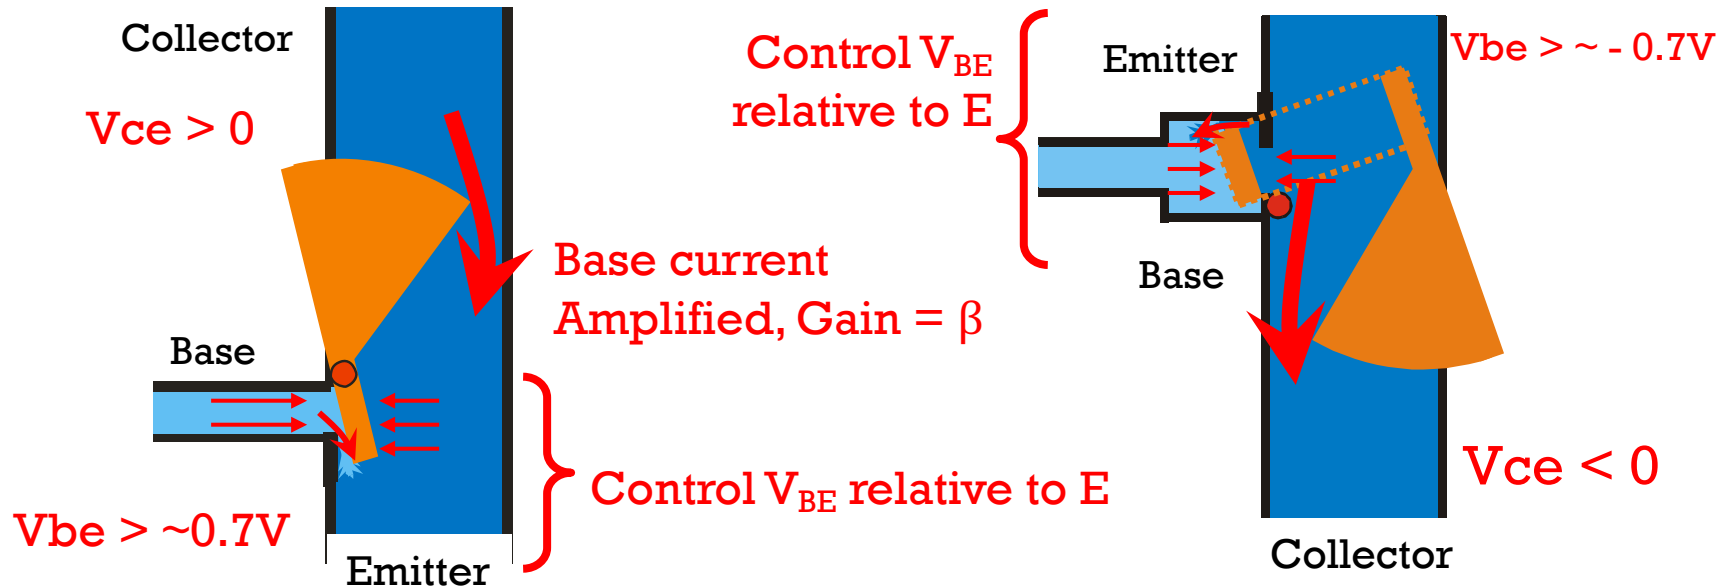 Collector
Vce > 0
Base current
Amplified, Gain = β
Base
Control VBE relative to E
Vbe > ~0.7V
Emitter
Control VBE
relative to E
Emitter
Vbe > ~ - 0.7V
Base
Vce < 0
Collector